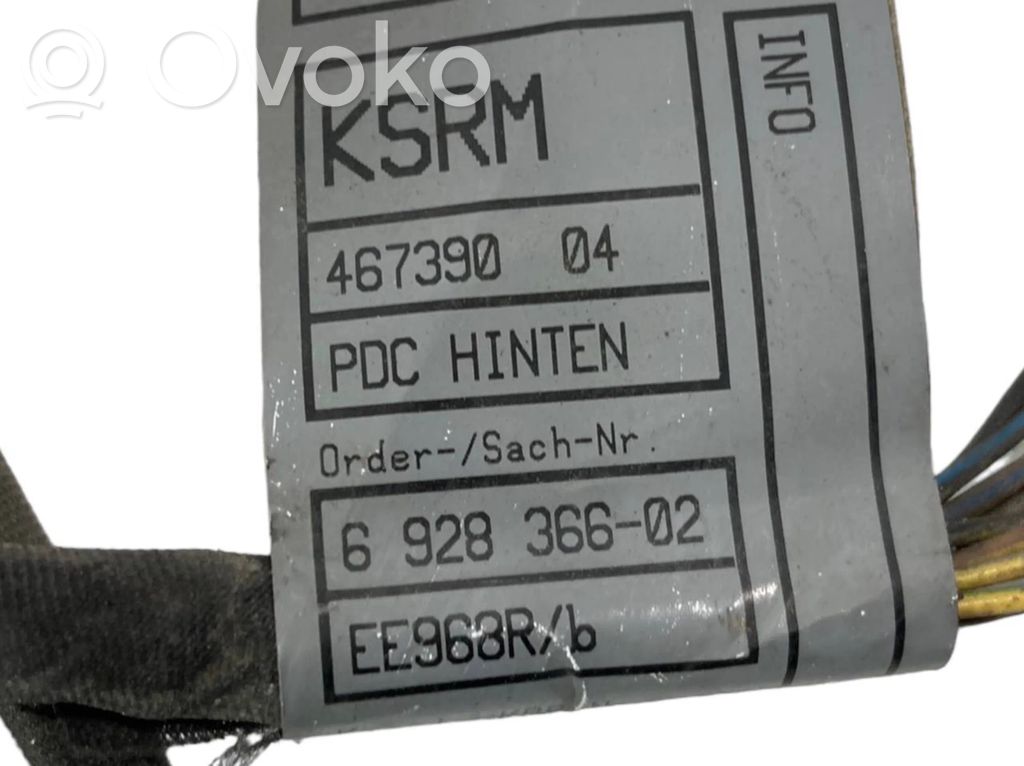 Ovoko
KSRM
INFO
467390 04
PDC HINTEN
Order-/Sach-Nr.
6 928 366-02
EE968R/b